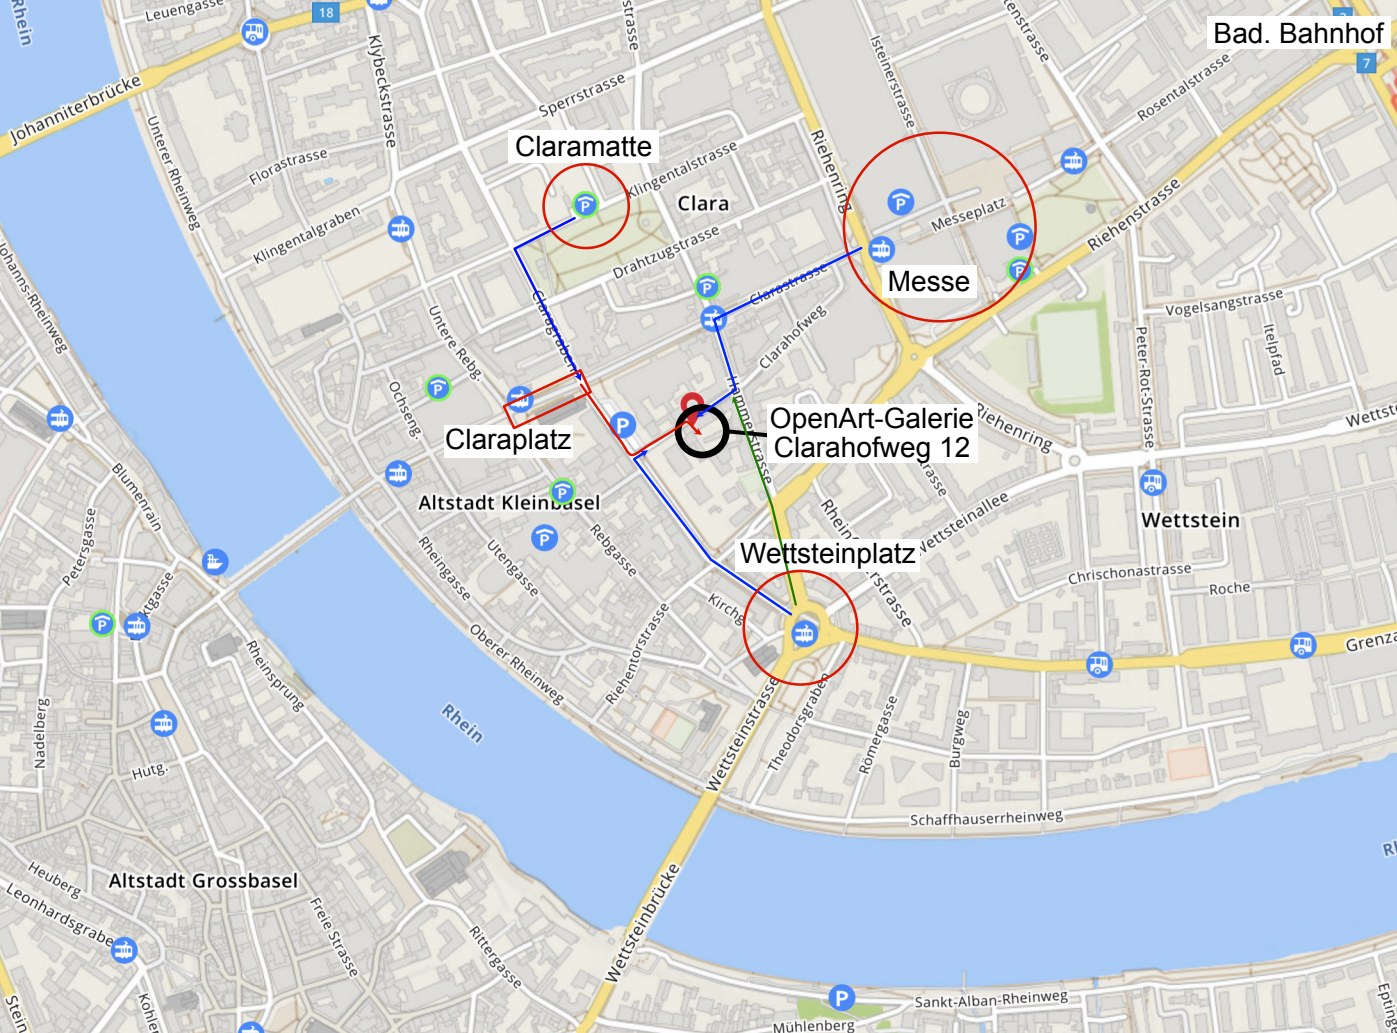 Rhein
Leuengasse
18
Johanniterbrücke
Klybeckstrasse
Sperrstrasse
Isteinerstrasse
Bad. Bahnhof
7
Rosentalstrasse
Unterer Rheinweg
Florastrasse
Claramatte
Klingentalstrasse
Riehenring
Clara
Messeplatz
Riehenstrasse
Klingentalgraben
Drahtzugstrasse
Messe
Clarastrasse
Vogelsangstrasse
Untere Rebg.
Claragraben
Clarahofweg
Peter-Rot-Strasse
Itelpfad
Ochseng.
Hammerstrasse
OpenArt-Galerie
Clarahofweg 12
Riehenring
Claraplatz
Blumenrain
Altstadt Kleinbasel
Wettstein
Petersgasse
Rheingasse
Utengasse
Rebgasse
Wettsteinplatz
Wettsteinallee
Chrischonastrasse
Roche
Kirchg.
Rheinsprung
Oberer Rheinweg
Riehentorstrasse
Nadelberg
Rhein
Hutg.
Wettsteinstrasse
Theodorsgraben
Römergasse
Burgweg
Schaffhauserrheinweg
Heuberg
Altstadt Grossbasel
Freie Strasse
Rittergasse
Wettsteinbrücke
Sankt-Alban-Rheinweg
Mühlenberg